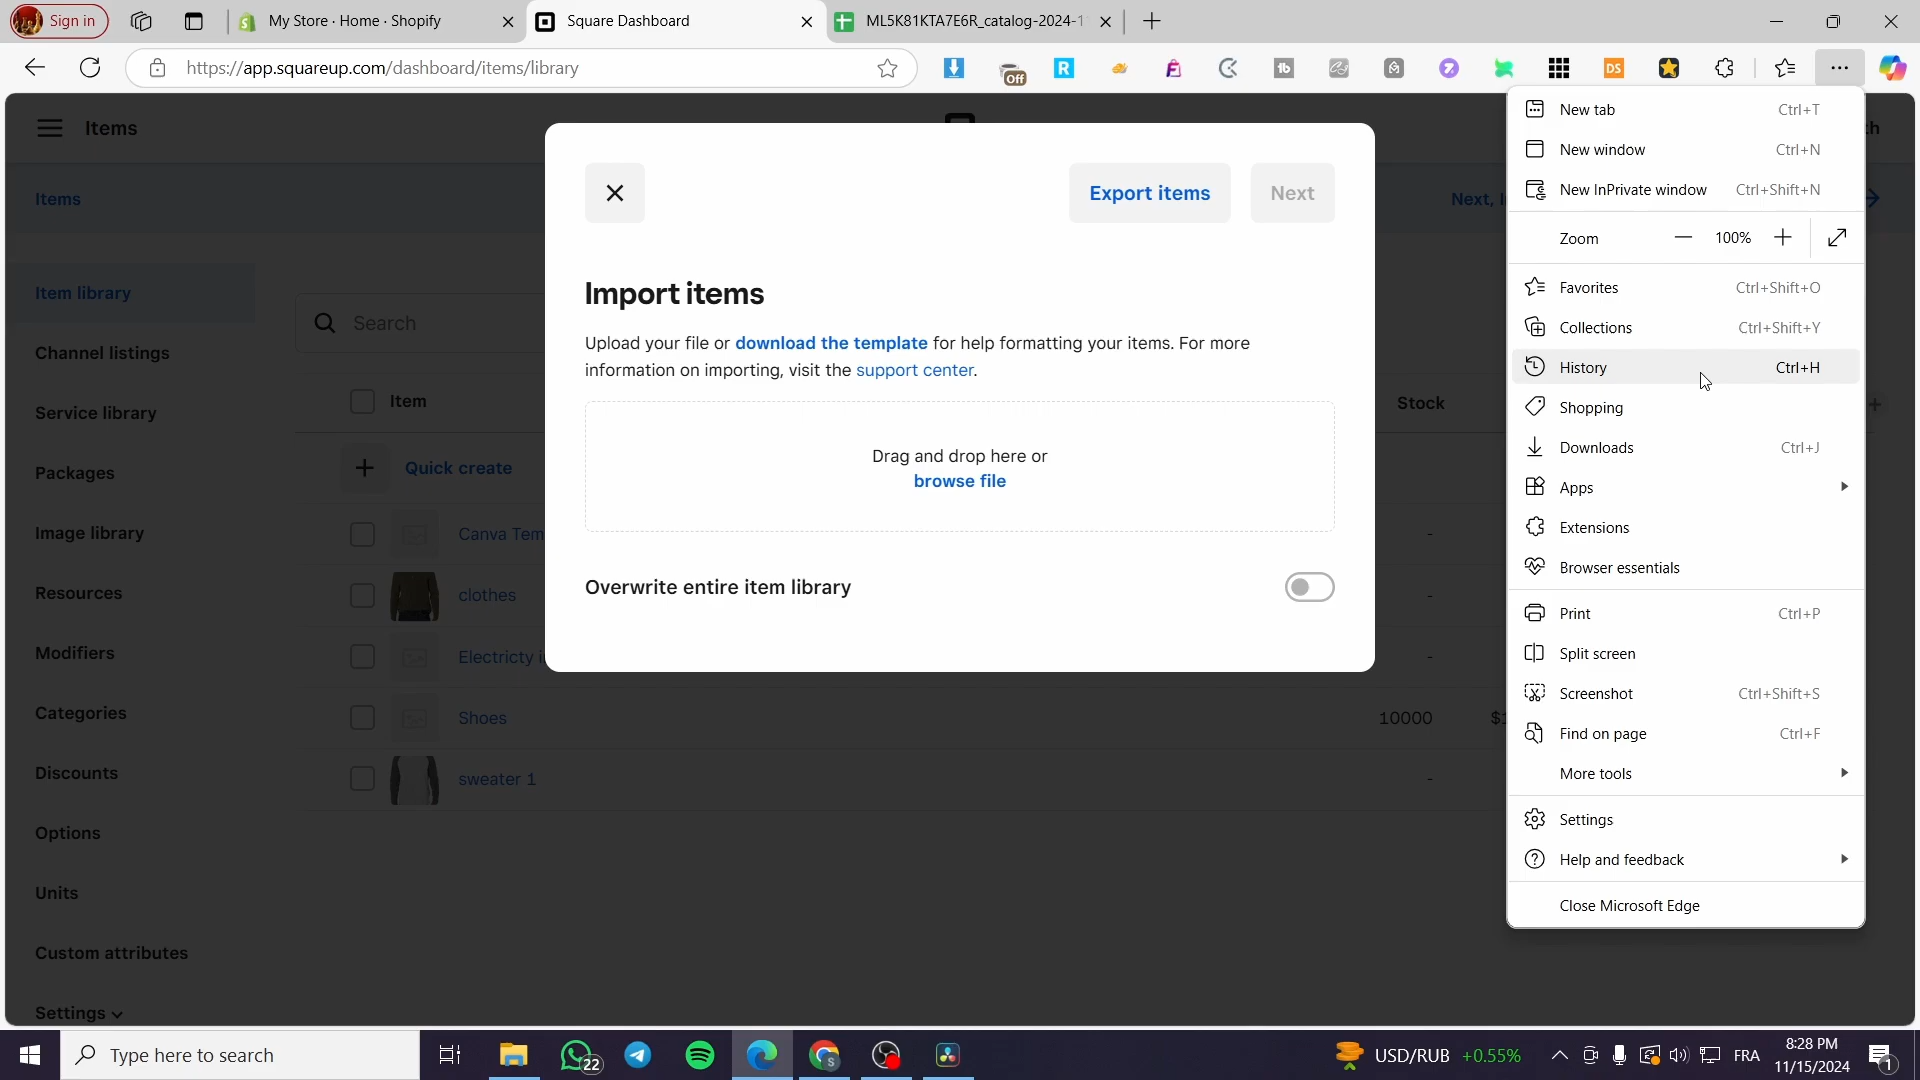 Sign in
My Store · Home · Shopify
Square Dashboard
ML5K81KTA7E6R_catalog-2024-1
https://app.squareup.com/dashboard/items/library
Off
DS
Items
Items
Next, I
Item library
Channel listings
Service library
Packages
Image library
Resources
Modifiers
Categories
Discounts
Options
Units
Custom attributes
Settings
Search
Item
Stock
Quick create
Canva Tem
-
clothes
-
Electricty i
-
Shoes
10000
sweater 1
-
Export items
Next
Import items
Upload your file or download the template for help formatting your items. For more
information on importing, visit the support center.
Drag and drop here or
browse file
Overwrite entire item library
New tab Ctrl+T
New window Ctrl+N
New InPrivate window Ctrl+Shift+N
Zoom 100%
Favorites Ctrl+Shift+O
Collections Ctrl+Shift+Y
History Ctrl+H
Shopping
Downloads Ctrl+J
Apps
Extensions
Browser essentials
Print Ctrl+P
Split screen
Screenshot Ctrl+Shift+S
Find on page Ctrl+F
More tools
Settings
Help and feedback
Close Microsoft Edge
Type here to search
22
USD/RUB +0.55%
FRA
8:28 PM
11/15/2024
1